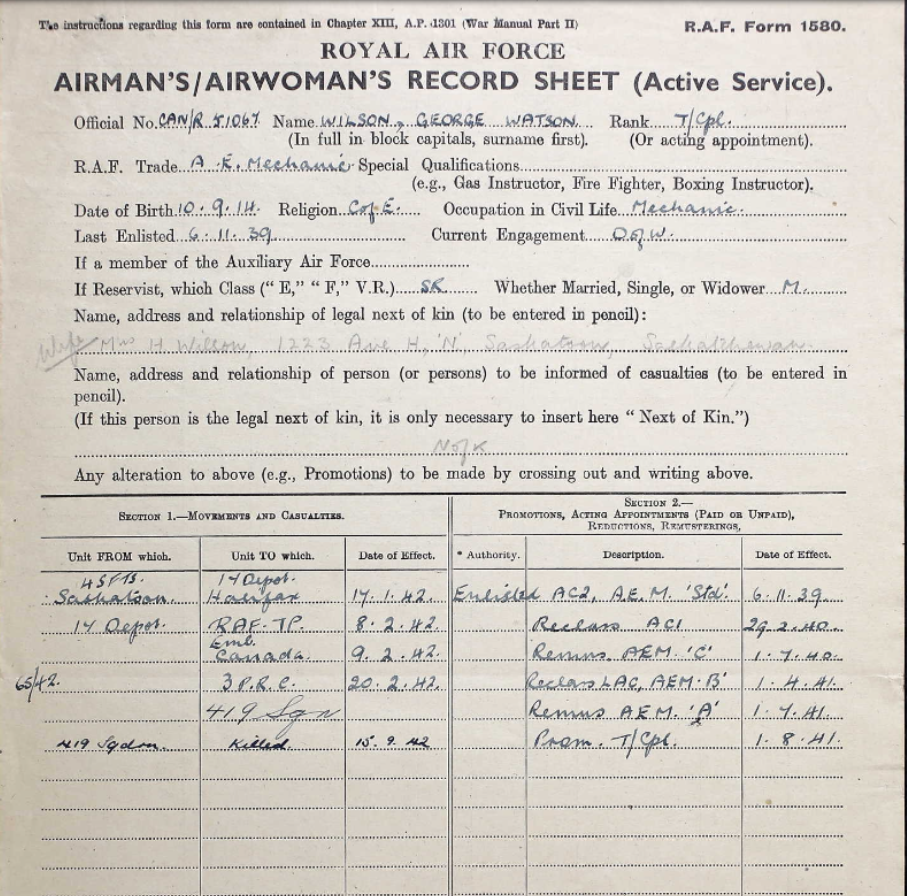 The instructions regarding this form are contained in Chapter XIII, A.P. 1301 (War Manual Part II)
R.A.F. Form 1580.
ROYAL AIR FORCE
AIRMAN'S/AIRWOMAN'S RECORD SHEET (Active Service).
Official No. CAN/R 51067 Name WILSON, GEORGE WATSON Rank T/Cpl.
(In full in block capitals, surname first). (Or acting appointment).
R.A.F. Trade A.E. Mechanic Special Qualifications
(e.g., Gas Instructor, Fire Fighter, Boxing Instructor).
Date of Birth 10.9.14. Religion C of E. Occupation in Civil Life Mechanic.
Last Enlisted 6.11.39 Current Engagement D of W.
If a member of the Auxiliary Air Force
If Reservist, which Class ("E," "F," V.R.) SR Whether Married, Single, or Widower M.
Name, address and relationship of legal next of kin (to be entered in pencil):
Wife Mrs H Wilson, 1223 Ave H, 'N', Saskatoon, Saskatchewan
Name, address and relationship of person (or persons) to be informed of casualties (to be entered in
pencil).
(If this person is the legal next of kin, it is only necessary to insert here "Next of Kin.")
N of K
Any alteration to above (e.g., Promotions) to be made by crossing out and writing above.
SECTION 1.—MOVEMENTS AND CASUALTIES.
SECTION 2.—
PROMOTIONS, ACTING APPOINTMENTS (PAID OR UNPAID),
REDUCTIONS, REMUSTERINGS,
Unit FROM which. Unit TO which. Date of Effect. * Authority. Description. Date of Effect.
4 SFTS. 14 Depot.
Saskatoon. Halifax 17.1.42. Enlisted AC2, A.E.M. 'Std'. 6.11.39
14 Depot. RAF. TP. 8.2.42. Reclass AC1 29.2.40.
Emb.
Canada 9.2.42. Remus. AEM. 'C' 1.7.40.
65/42. 3 P.R.C. 20.2.42. Reclass LAC, AEM. 'B' 1.4.41.
419 Sqn Remus AEM. 'A' 1.7.41.
419 Sqdrn. Killed. 15.9.42 Prom. T/Cpl. 1.8.41.